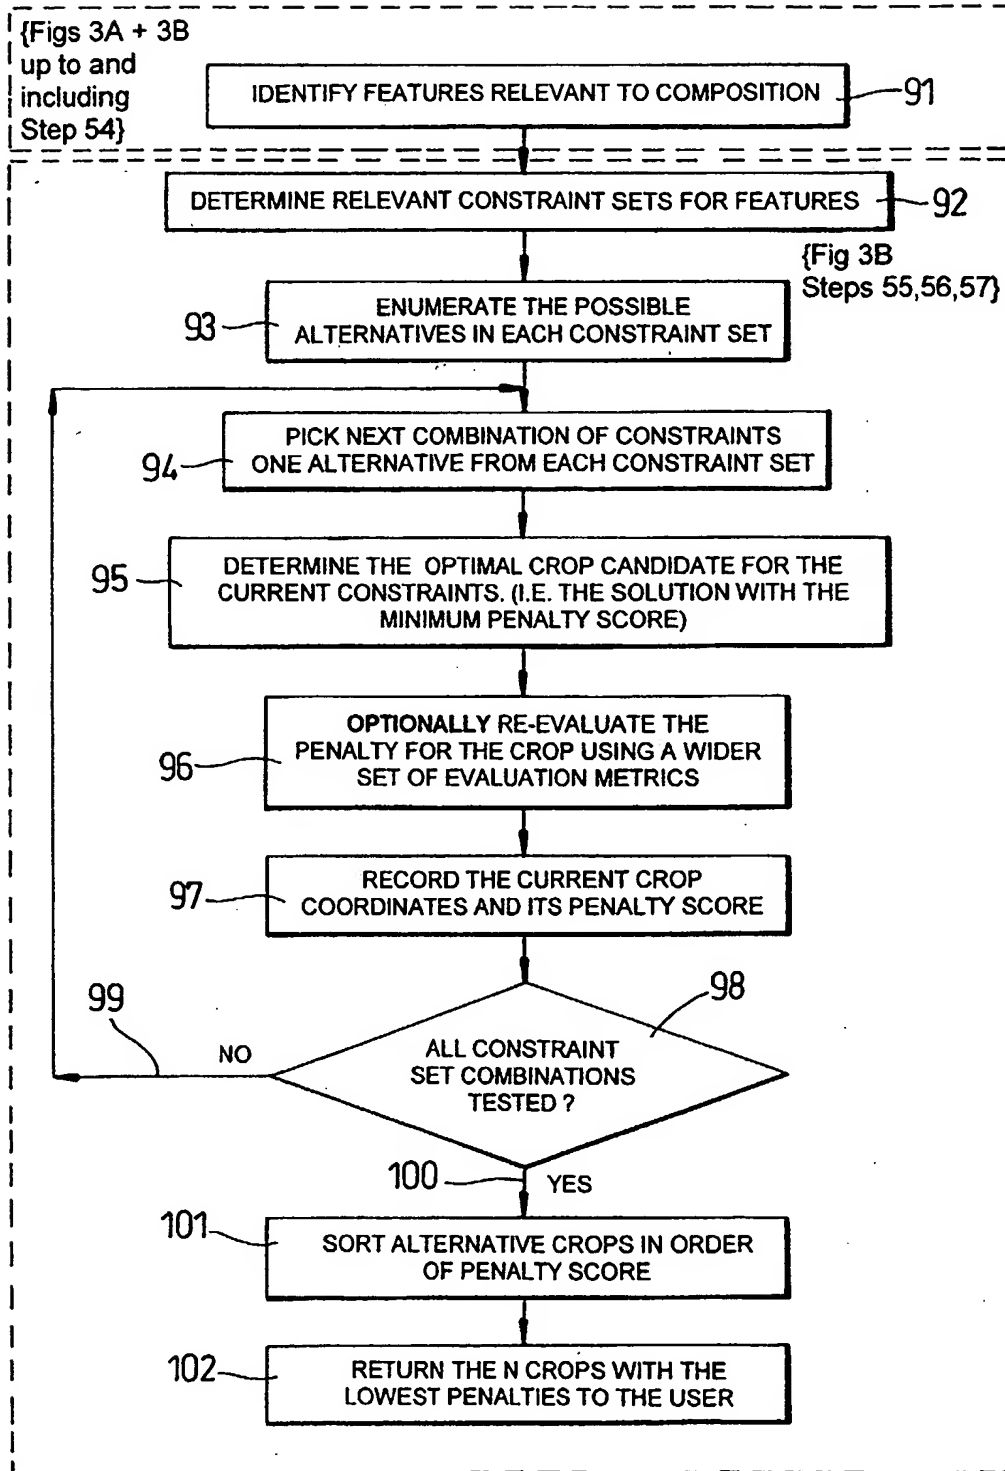 {Figs 3A + 3B
up to and
including
Step 54}
IDENTIFY FEATURES RELEVANT TO COMPOSITION
91
DETERMINE RELEVANT CONSTRAINT SETS FOR FEATURES
92
{Fig 3B
Steps 55,56,57}
93
ENUMERATE THE POSSIBLE
ALTERNATIVES IN EACH CONSTRAINT SET
94
PICK NEXT COMBINATION OF CONSTRAINTS
ONE ALTERNATIVE FROM EACH CONSTRAINT SET
95
DETERMINE THE OPTIMAL CROP CANDIDATE FOR THE
CURRENT CONSTRAINTS. (I.E. THE SOLUTION WITH THE
MINIMUM PENALTY SCORE)
96
OPTIONALLY RE-EVALUATE THE
PENALTY FOR THE CROP USING A WIDER
SET OF EVALUATION METRICS
97
RECORD THE CURRENT CROP
COORDINATES AND ITS PENALTY SCORE
98
99
NO
ALL CONSTRAINT
SET COMBINATIONS
TESTED ?
100
YES
101
SORT ALTERNATIVE CROPS IN ORDER
OF PENALTY SCORE
102
RETURN THE N CROPS WITH THE
LOWEST PENALTIES TO THE USER